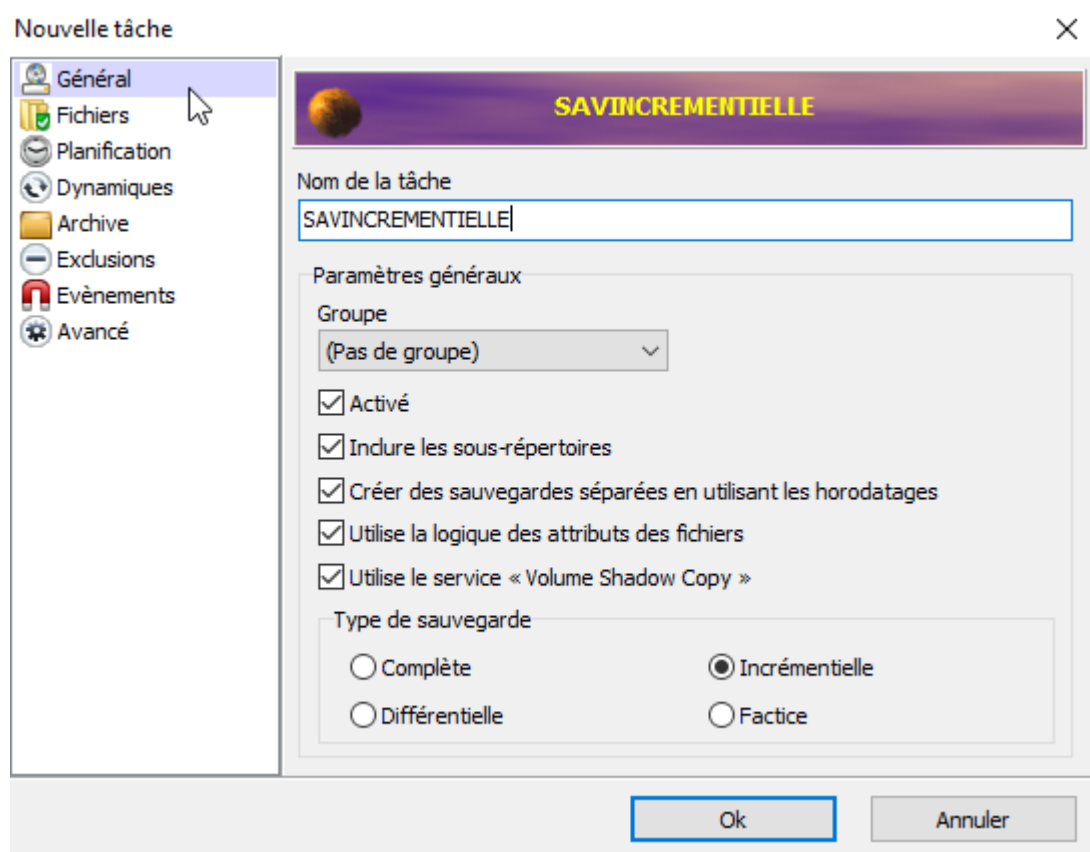 Nouvelle tâche
Général
Fichiers
Planification
Dynamiques
Archive
Exclusions
Evènements
Avancé
SAVINCREMENTIELLE
Nom de la tâche
SAVINCREMENTIELLE
Paramètres généraux
Groupe
(Pas de groupe)
Activé
Inclure les sous-répertoires
Créer des sauvegardes séparées en utilisant les horodatages
Utilise la logique des attributs des fichiers
Utilise le service « Volume Shadow Copy »
Type de sauvegarde
Complète
Incrémentielle
Différentielle
Factice
Ok
Annuler